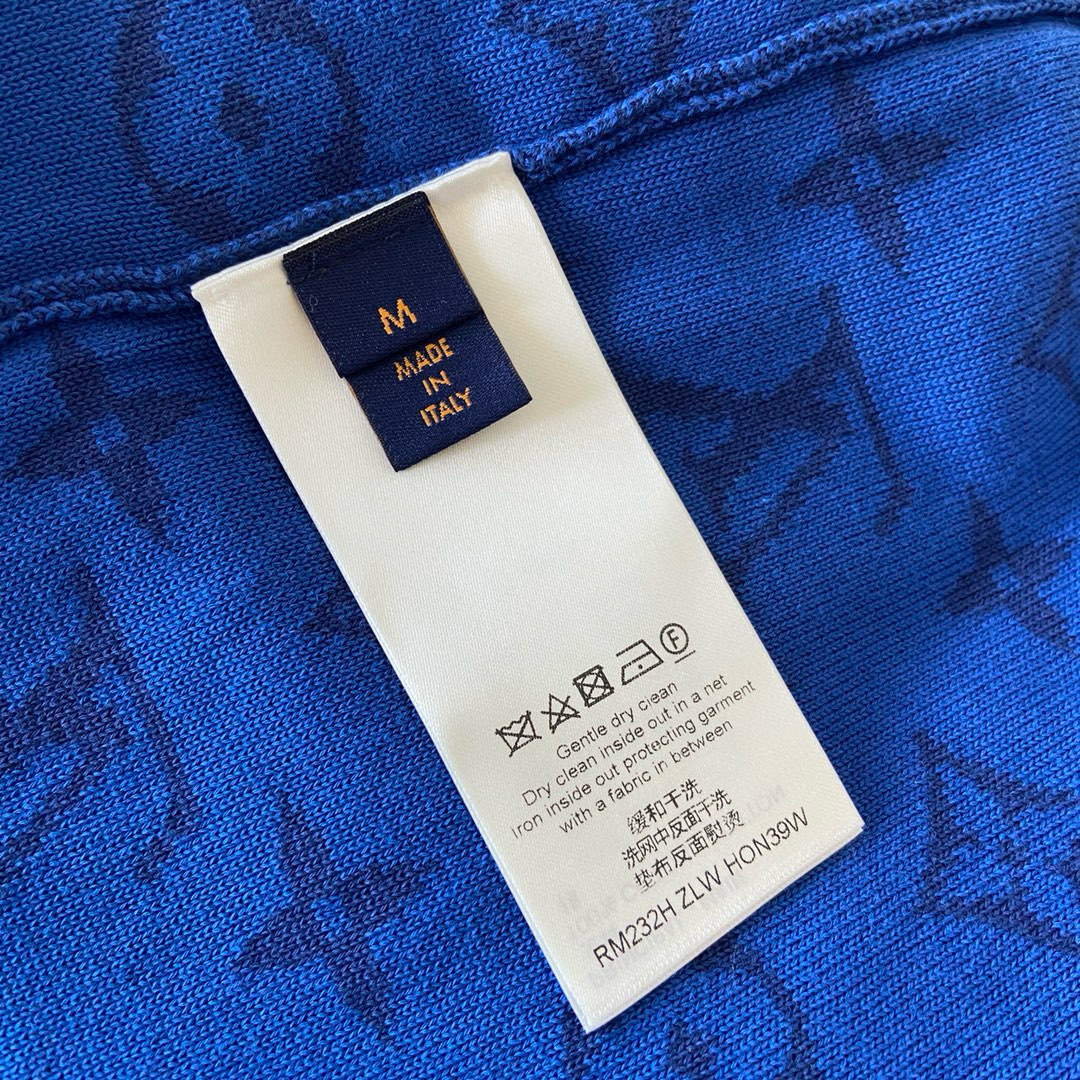 M
MADE
IN
ITALY
F
Gentle dry clean
Dry clean inside out in a net
Iron inside out protecting garment
with a fabric in between
缓和干洗
洗网中反面干洗
垫布反面熨烫
RM232H ZLW HON39W